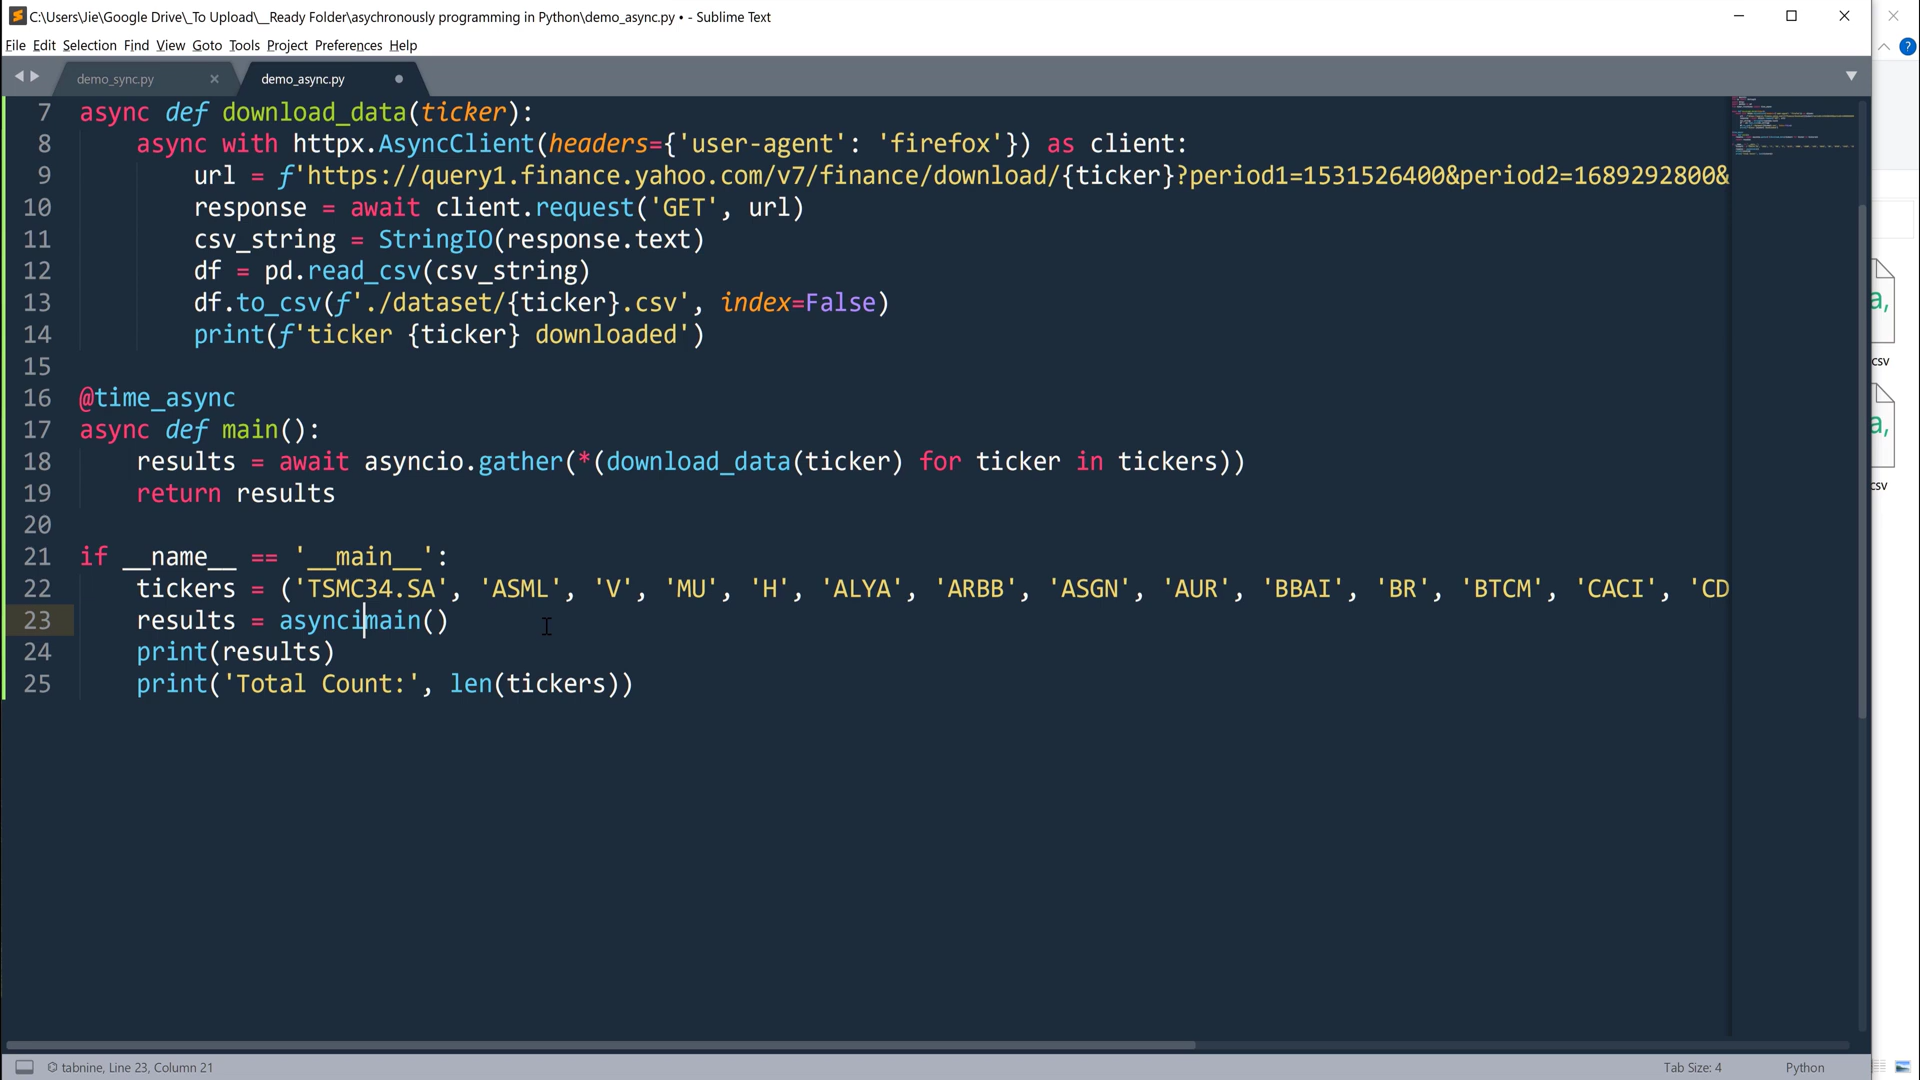 C:\Users\Jie\Google Drive\_To Upload\__Ready Folder\asychronously programming in Python\demo_async.py • - Sublime Text
File Edit Selection Find View Goto Tools Project Preferences Help
demo_sync.py × demo_async.py
7 async def download_data(ticker):
8 async with httpx.AsyncClient(headers={'user-agent': 'firefox'}) as client:
9 url = f'https://query1.finance.yahoo.com/v7/finance/download/{ticker}?period1=1531526400&period2=1689292800&
10 response = await client.request('GET', url)
11 csv_string = StringIO(response.text)
12 df = pd.read_csv(csv_string)
13 df.to_csv(f'./dataset/{ticker}.csv', index=False)
14 print(f'ticker {ticker} downloaded')
15
16 @time_async
17 async def main():
18 results = await asyncio.gather(*(download_data(ticker) for ticker in tickers))
19 return results
20
21 if __name__ == '__main__':
22 tickers = ('TSMC34.SA', 'ASML', 'V', 'MU', 'H', 'ALYA', 'ARBB', 'ASGN', 'AUR', 'BBAI', 'BR', 'BTCM', 'CACI', 'CD
23 results = asyncimain()
24 print(results)
25 print('Total Count:', len(tickers))
a,
csv
a,
csv
tabnine, Line 23, Column 21
Tab Size: 4
Python